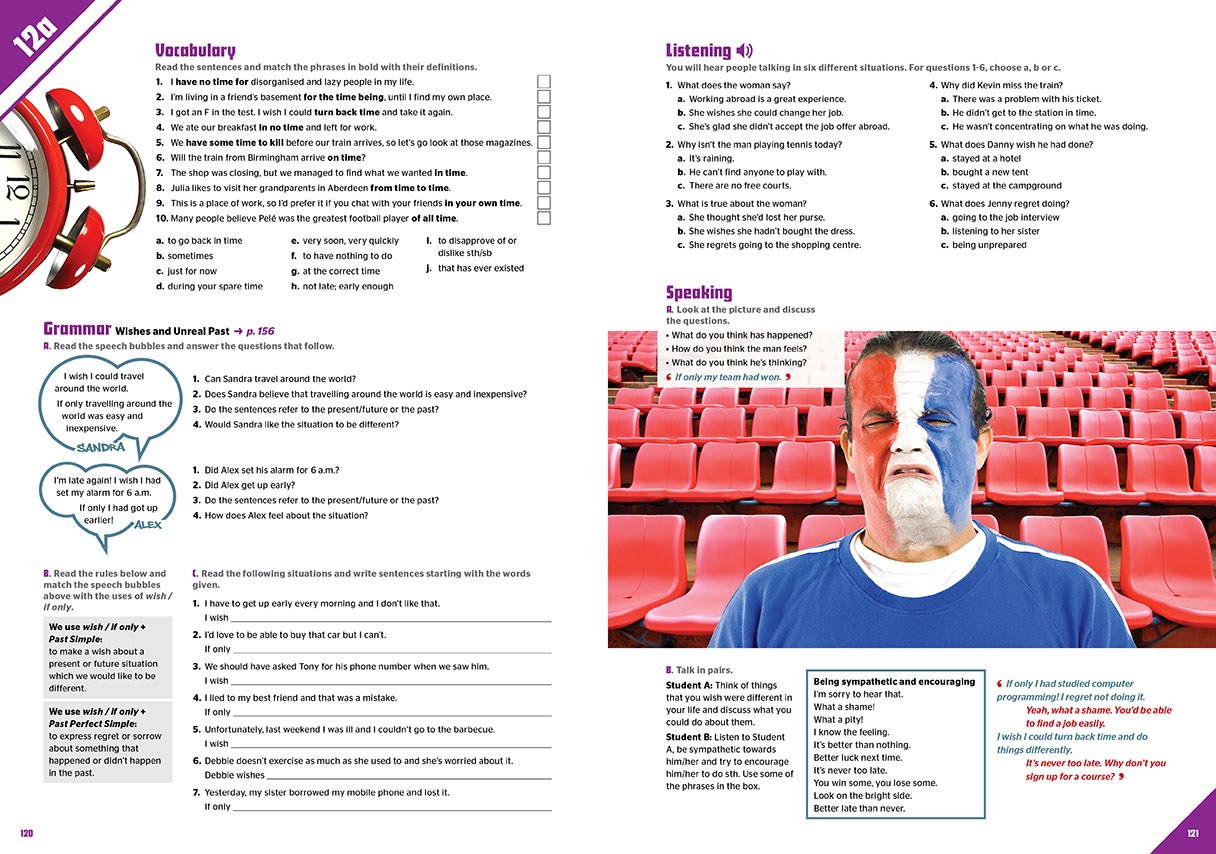 12a
Vocabulary
Read the sentences and match the phrases in bold with their definitions.
1. I have no time for disorganised and lazy people in my life.
2. I'm living in a friend's basement for the time being, until I find my own place.
3. I got an F in the test. I wish I could turn back time and take it again.
4. We ate our breakfast in no time and left for work.
5. We have some time to kill before our train arrives, so let's go look at those magazines.
6. Will the train from Birmingham arrive on time?
7. The shop was closing, but we managed to find what we wanted in time.
8. Julia likes to visit her grandparents in Aberdeen from time to time.
9. This is a place of work, so I'd prefer it if you chat with your friends in your own time.
10. Many people believe Pelé was the greatest football player of all time.
a. to go back in time
b. sometimes
c. just for now
d. during your spare time
e. very soon, very quickly
f. to have nothing to do
g. at the correct time
h. not late; early enough
i. to disapprove of or
dislike sth/sb
j. that has ever existed
12
11
Grammar Wishes and Unreal Past → p. 156
A. Read the speech bubbles and answer the questions that follow.
I wish I could travel
around the world.
If only travelling around the
world was easy and
inexpensive.
SANDRA
1. Can Sandra travel around the world?
2. Does Sandra believe that travelling around the world is easy and inexpensive?
3. Do the sentences refer to the present/future or the past?
4. Would Sandra like the situation to be different?
I'm late again! I wish I had
set my alarm for 6 a.m.
If only I had got up
earlier!
ALEX
1. Did Alex set his alarm for 6 a.m.?
2. Did Alex get up early?
3. Do the sentences refer to the present/future or the past?
4. How does Alex feel about the situation?
B. Read the rules below and
match the speech bubbles
above with the uses of wish /
if only.
We use wish / if only +
Past Simple:
to make a wish about a
present or future situation
which we would like to be
different.
We use wish / if only +
Past Perfect Simple:
to express regret or sorrow
about something that
happened or didn't happen
in the past.
C. Read the following situations and write sentences starting with the words
given.
1. I have to get up early every morning and I don't like that.
I wish
2. I'd love to be able to buy that car but I can't.
If only
3. We should have asked Tony for his phone number when we saw him.
I wish
4. I lied to my best friend and that was a mistake.
If only
5. Unfortunately, last weekend I was ill and I couldn't go to the barbecue.
I wish
6. Debbie doesn't exercise as much as she used to and she's worried about it.
Debbie wishes
7. Yesterday, my sister borrowed my mobile phone and lost it.
If only
120
Listening
You will hear people talking in six different situations. For questions 1-6, choose a, b or c.
1. What does the woman say?
a. Working abroad is a great experience.
b. She wishes she could change her job.
c. She's glad she didn't accept the job offer abroad.
2. Why isn't the man playing tennis today?
a. It's raining.
b. He can't find anyone to play with.
c. There are no free courts.
3. What is true about the woman?
a. She thought she'd lost her purse.
b. She wishes she hadn't bought the dress.
c. She regrets going to the shopping centre.
4. Why did Kevin miss the train?
a. There was a problem with his ticket.
b. He didn't get to the station in time.
c. He wasn't concentrating on what he was doing.
5. What does Danny wish he had done?
a. stayed at a hotel
b. bought a new tent
c. stayed at the campground
6. What does Jenny regret doing?
a. going to the job interview
b. listening to her sister
c. being unprepared
Speaking
A. Look at the picture and discuss
the questions.
• What do you think has happened?
• How do you think the man feels?
• What do you think he's thinking?
‘ If only my team had won. ’
B. Talk in pairs.
Student A: Think of things
that you wish were different in
your life and discuss what you
could do about them.
Student B: Listen to Student
A, be sympathetic towards
him/her and try to encourage
him/her to do sth. Use some of
the phrases in the box.
Being sympathetic and encouraging
I'm sorry to hear that.
What a shame!
What a pity!
I know the feeling.
It's better than nothing.
Better luck next time.
It's never too late.
You win some, you lose some.
Look on the bright side.
Better late than never.
‘ If only I had studied computer
programming! I regret not doing it.
Yeah, what a shame. You'd be able
to find a job easily.
I wish I could turn back time and do
things differently.
It's never too late. Why don't you
sign up for a course? ’
121